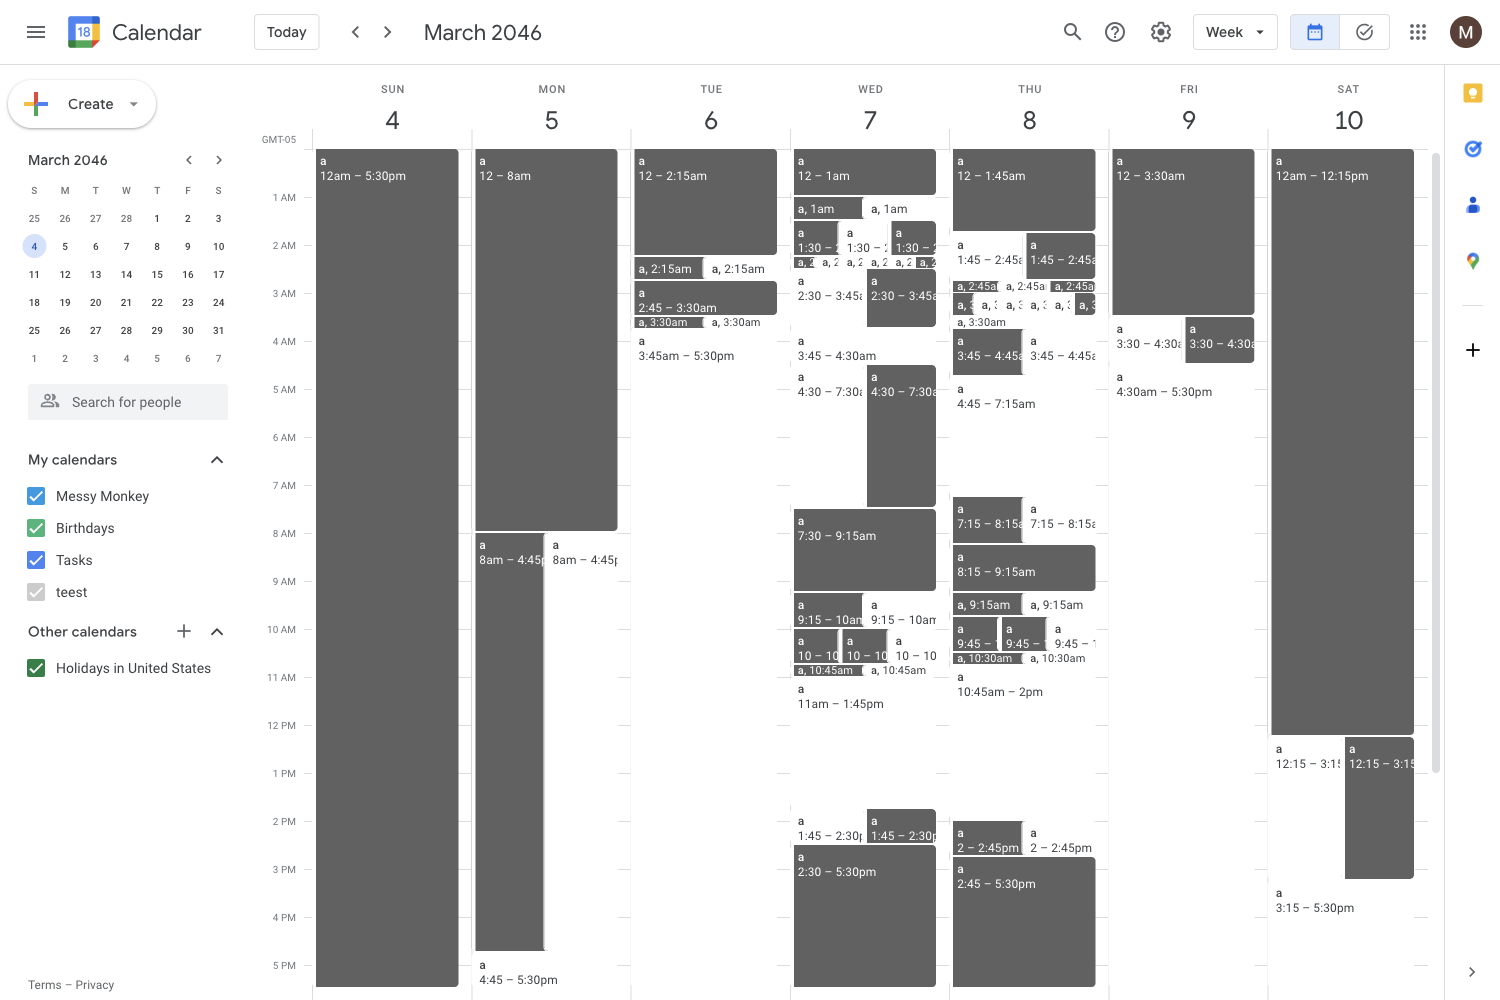 18 Calendar Today March 2046 Week M
Create
March 2046
S M T W T F S
25 26 27 28 1 2 3
4 5 6 7 8 9 10
11 12 13 14 15 16 17
18 19 20 21 22 23 24
25 26 27 28 29 30 31
1 2 3 4 5 6 7
Search for people
My calendars
Messy Monkey
Birthdays
Tasks
teest
Other calendars
Holidays in United States
Terms – Privacy
SUN MON TUE WED THU FRI SAT
4 5 6 7 8 9 10
GMT-05
1 AM
2 AM
3 AM
4 AM
5 AM
6 AM
7 AM
8 AM
9 AM
10 AM
11 AM
12 PM
1 PM
2 PM
3 PM
4 PM
5 PM
a
12am – 5:30pm
a
12 – 8am
a
8am – 4:45p
a
8am – 4:45p
a
4:45 – 5:30pm
a
12 – 2:15am
a, 2:15am
a, 2:15am
a
2:45 – 3:30am
a, 3:30am
a, 3:30am
a
3:45am – 5:30pm
a
12 – 1am
a, 1am
a, 1am
a
1:30 –
a
1:30 –
a
1:30 –
a, 2
a, 2
a, 2
a, 2
a, 2
a, 2
a
2:30 – 3:45a
a
2:30 – 3:45a
a
3:45 – 4:30am
a
4:30 – 7:30a
a
4:30 – 7:30a
a
7:30 – 9:15am
a
9:15 – 10am
a
9:15 – 10am
a
10 – 10
a
10 – 10
a
10 – 10
a, 10:45am
a, 10:45am
a
11am – 1:45pm
a
1:45 – 2:30p
a
1:45 – 2:30p
a
2:30 – 5:30pm
a
12 – 1:45am
a
1:45 – 2:45a
a
1:45 – 2:45a
a, 2:45a
a, 2:45a
a, 2:45a
a, 3
a, 3
a, 3
a, 3
a, 3
a, 3
a, 3:30am
a
3:45 – 4:45a
a
3:45 – 4:45a
a
4:45 – 7:15am
a
7:15 – 8:15a
a
7:15 – 8:15a
a
8:15 – 9:15am
a, 9:15am
a, 9:15am
a
9:45 –
a
9:45 –
a
9:45 –
a, 10:30am
a, 10:30am
a
10:45am – 2pm
a
2 – 2:45pm
a
2 – 2:45pm
a
2:45 – 5:30pm
a
12 – 3:30am
a
3:30 – 4:30a
a
3:30 – 4:30a
a
4:30am – 5:30pm
a
12am – 12:15pm
a
12:15 – 3:15
a
12:15 – 3:15
a
3:15 – 5:30pm